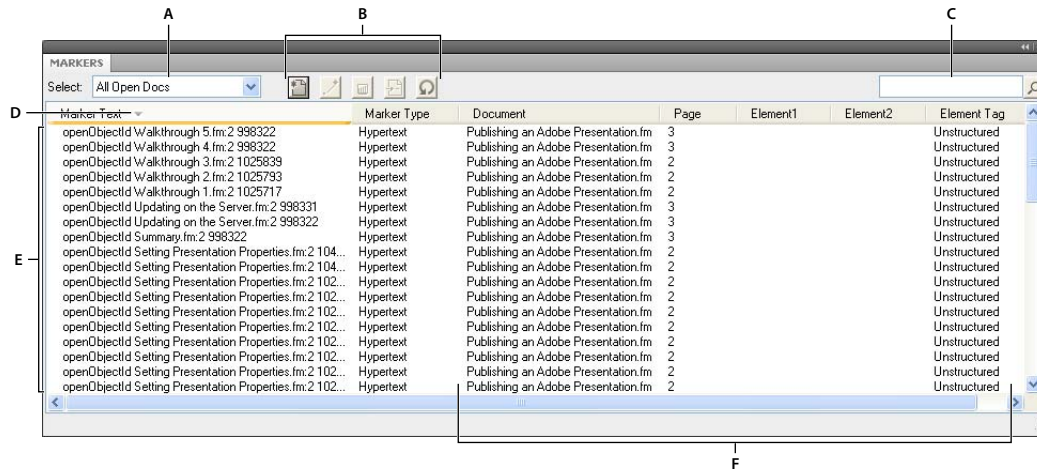 A
B
C
MARKERS
Select: All Open Docs
D
Marker Text Marker Type Document Page Element1 Element2 Element Tag
openObjectId Walkthrough 5.fm:2 998322 Hypertext Publishing an Adobe Presentation.fm 3 Unstructured
openObjectId Walkthrough 4.fm:2 998322 Hypertext Publishing an Adobe Presentation.fm 3 Unstructured
openObjectId Walkthrough 3.fm:2 1025839 Hypertext Publishing an Adobe Presentation.fm 2 Unstructured
openObjectId Walkthrough 2.fm:2 1025793 Hypertext Publishing an Adobe Presentation.fm 2 Unstructured
openObjectId Walkthrough 1.fm:2 1025717 Hypertext Publishing an Adobe Presentation.fm 2 Unstructured
openObjectId Updating on the Server.fm:2 998331 Hypertext Publishing an Adobe Presentation.fm 3 Unstructured
openObjectId Updating on the Server.fm:2 998322 Hypertext Publishing an Adobe Presentation.fm 3 Unstructured
openObjectId Summary.fm:2 998322 Hypertext Publishing an Adobe Presentation.fm 3 Unstructured
openObjectId Setting Presentation Properties.fm:2 104... Hypertext Publishing an Adobe Presentation.fm 2 Unstructured
E
openObjectId Setting Presentation Properties.fm:2 104... Hypertext Publishing an Adobe Presentation.fm 2 Unstructured
openObjectId Setting Presentation Properties.fm:2 102... Hypertext Publishing an Adobe Presentation.fm 2 Unstructured
openObjectId Setting Presentation Properties.fm:2 102... Hypertext Publishing an Adobe Presentation.fm 2 Unstructured
openObjectId Setting Presentation Properties.fm:2 102... Hypertext Publishing an Adobe Presentation.fm 2 Unstructured
openObjectId Setting Presentation Properties.fm:2 102... Hypertext Publishing an Adobe Presentation.fm 2 Unstructured
openObjectId Setting Presentation Properties.fm:2 102... Hypertext Publishing an Adobe Presentation.fm 2 Unstructured
openObjectId Setting Presentation Properties.fm:2 102... Hypertext Publishing an Adobe Presentation.fm 2 Unstructured
openObjectId Setting Presentation Properties.fm:2 102... Hypertext Publishing an Adobe Presentation.fm 2 Unstructured
openObjectId Setting Presentation Properties.fm:2 102... Hypertext Publishing an Adobe Presentation.fm 2 Unstructured
F